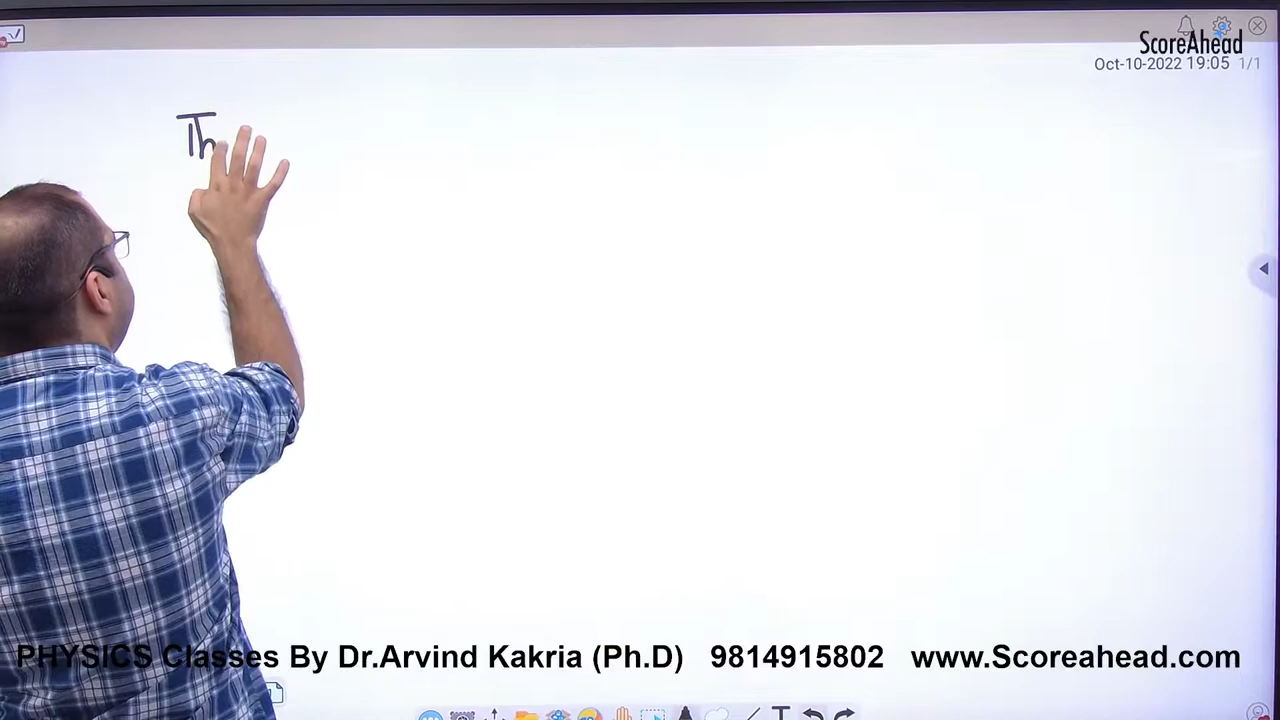 ScoreAhead
Oct-10-2022 19:05 1/1
Th
PHYSICS Classes By Dr.Arvind Kakria (Ph.D) 9814915802 www.Scoreahead.com